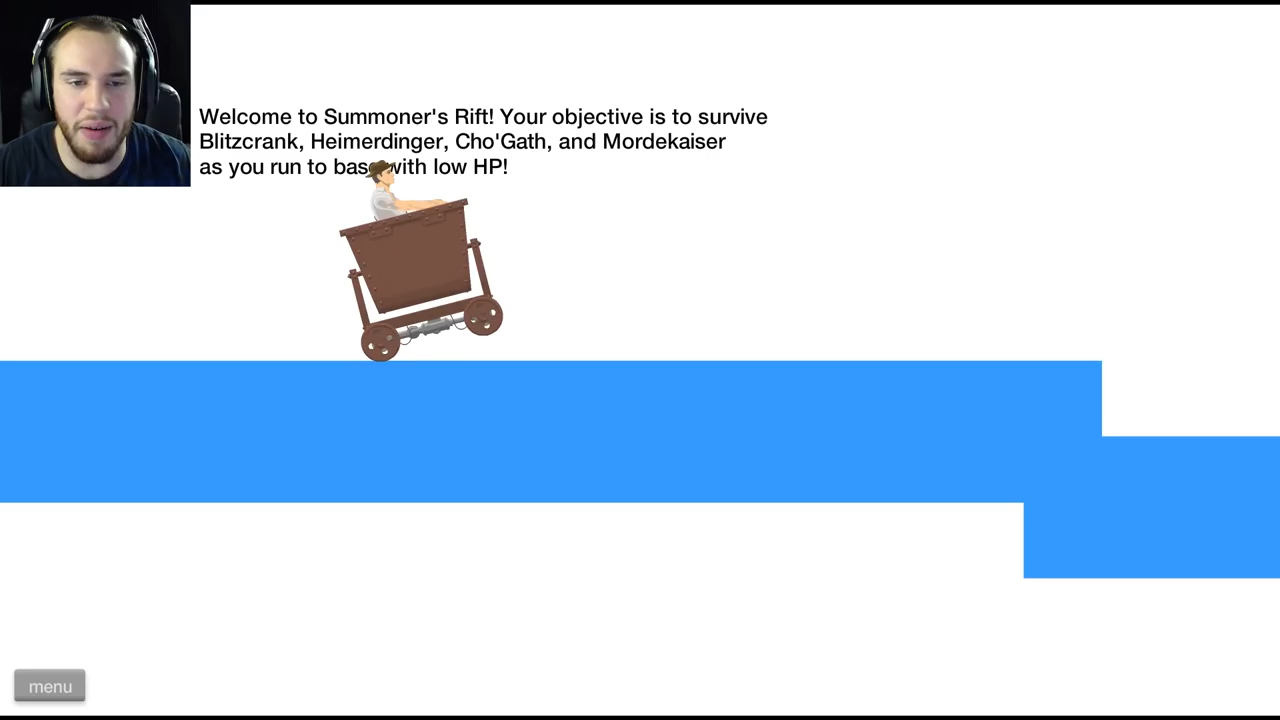 Welcome to Summoner's Rift! Your objective is to survive
Blitzcrank, Heimerdinger, Cho'Gath, and Mordekaiser
as you run to base with low HP!
menu